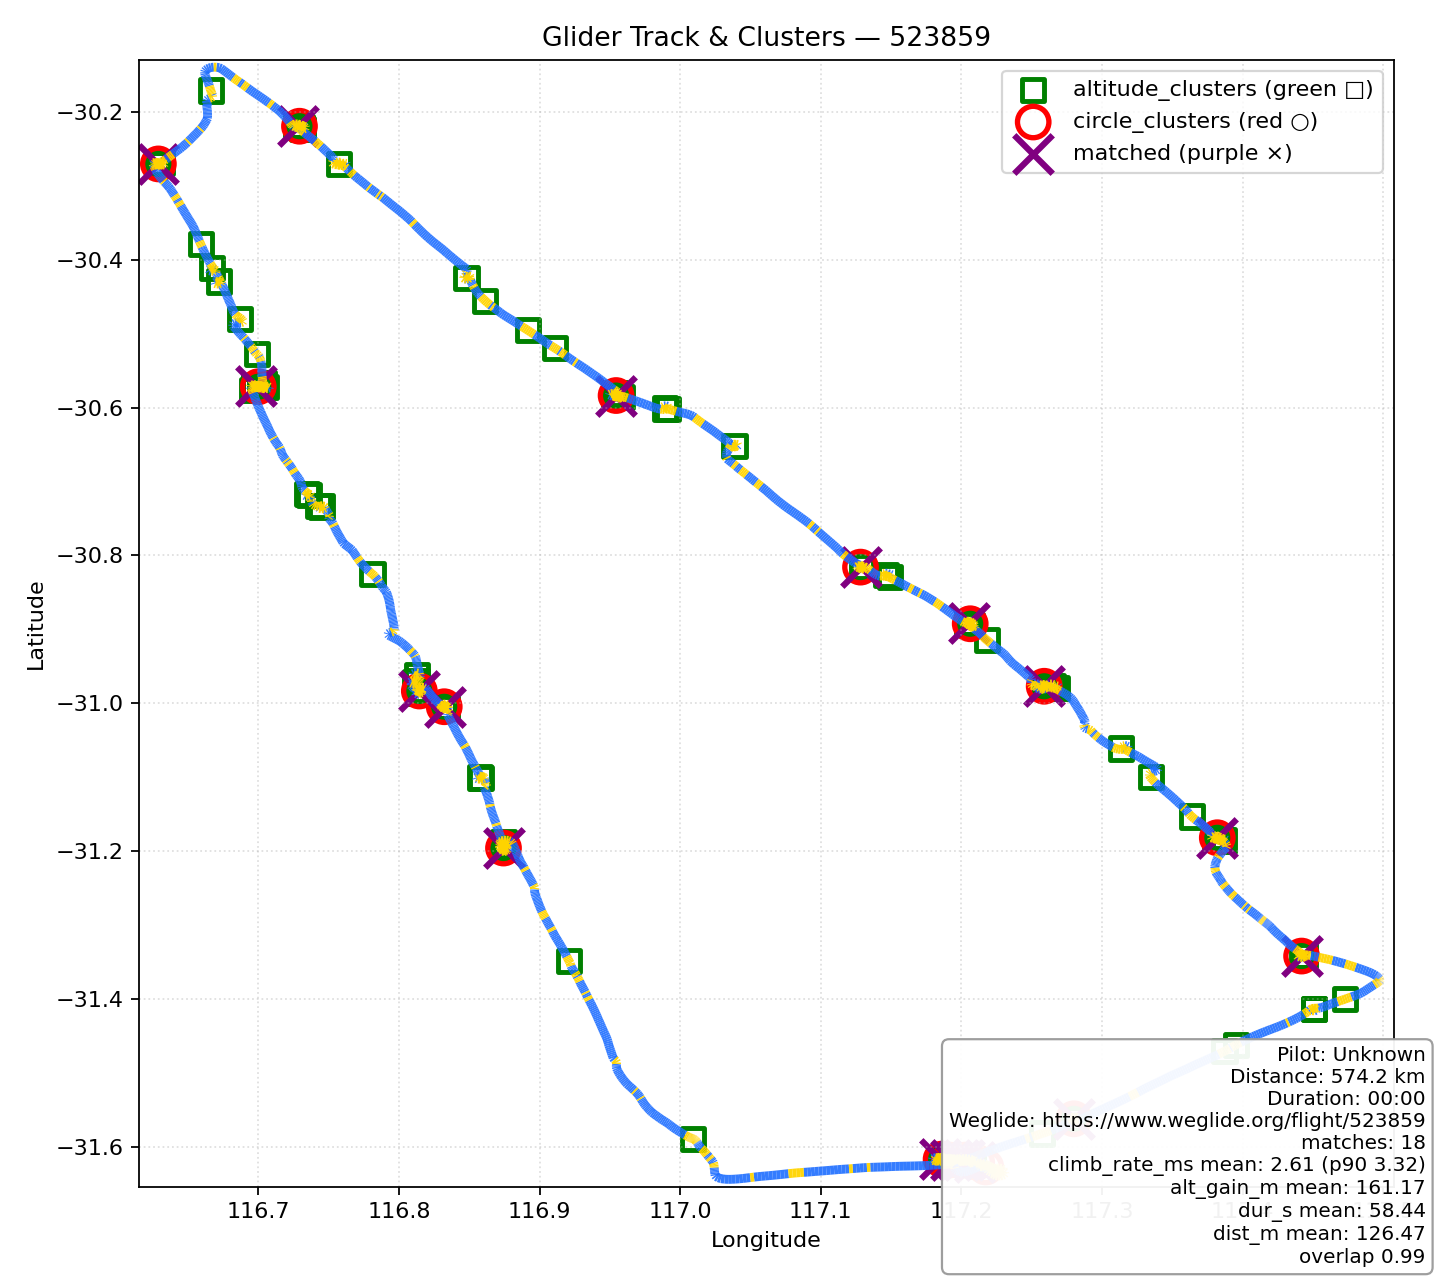 Glider Track & Clusters — 523859
altitude_clusters (green □)
circle_clusters (red ○)
matched (purple ×)
−30.2
−30.4
−30.6
−30.8
−31.0
−31.2
−31.4
−31.6
Latitude
116.7
116.8
116.9
117.0
117.1
117.2
117.3
Longitude
Pilot: Unknown
Distance: 574.2 km
Duration: 00:00
Weglide: https://www.weglide.org/flight/523859
matches: 18
climb_rate_ms mean: 2.61 (p90 3.32)
alt_gain_m mean: 161.17
dur_s mean: 58.44
dist_m mean: 126.47
overlap 0.99